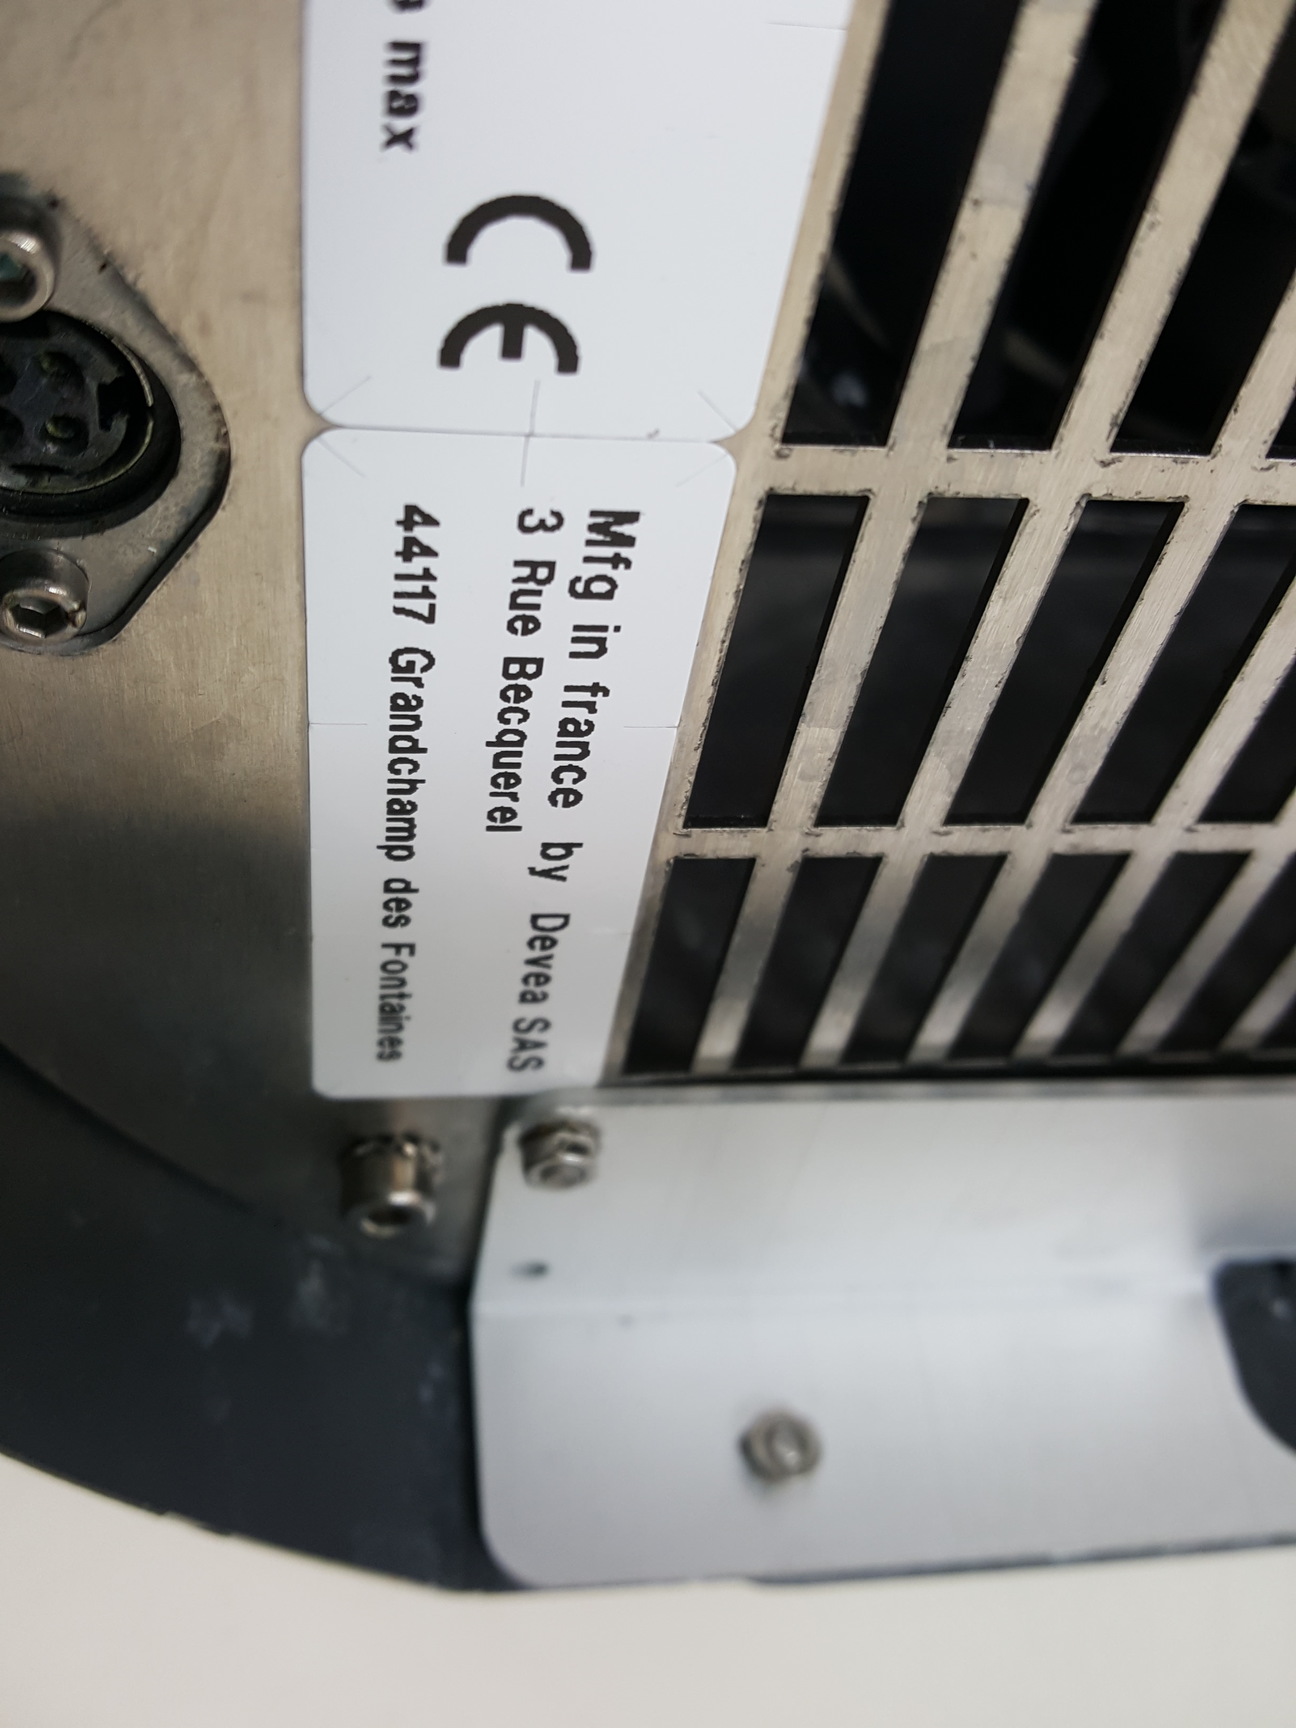 max
CE
Mfg in france by Devea SAS
3 Rue Becquerel
44117 Grandchamp des Fontaines